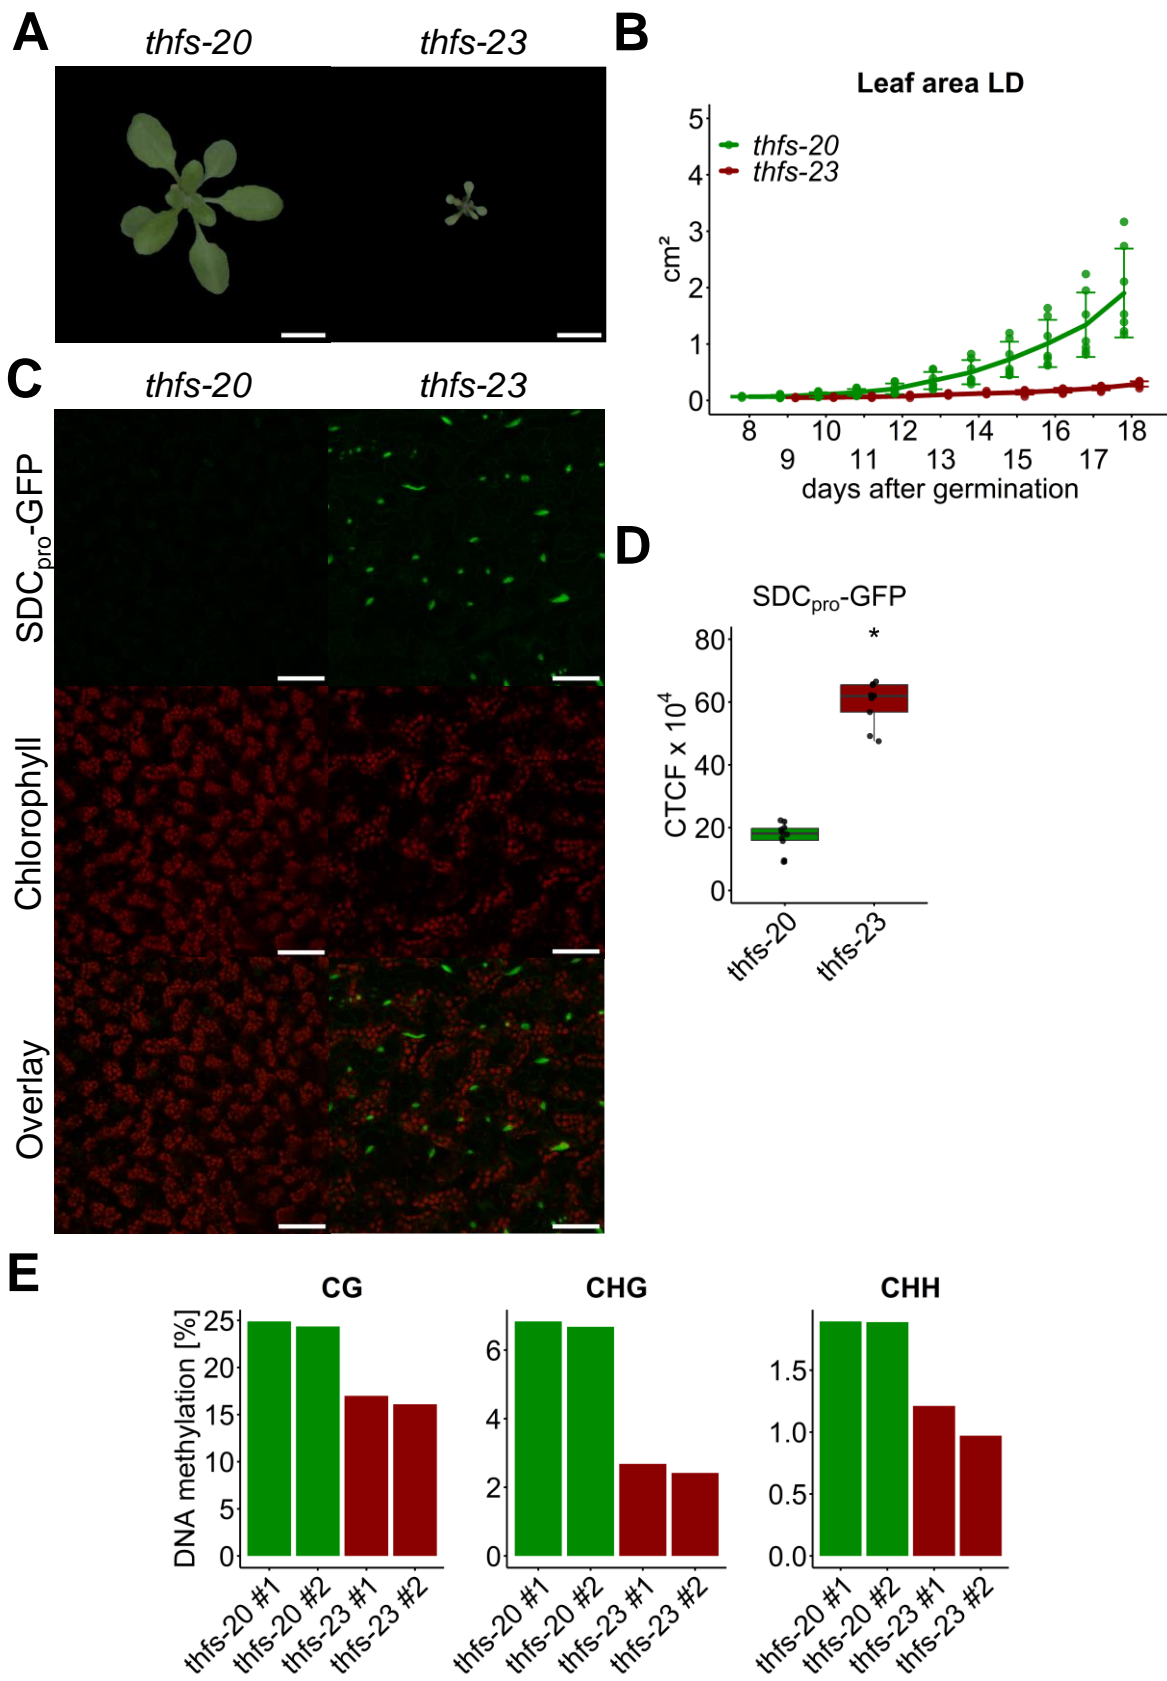 A
thfs-20
thfs-23
B
Leaf area LD
5
4
3
2
1
0
cm²
thfs-20
thfs-23
8
10
12
14
16
18
9
11
13
15
17
days after germination
C
thfs-20
thfs-23
SDCpro-GFP
Chlorophyll
Overlay
D
SDCpro-GFP
*
80
60
40
20
0
CTCF x 10⁴
thfs-20
thfs-23
E
CG
DNA methylation [%]
25
20
15
10
5
0
thfs-20 #1
thfs-20 #2
thfs-23 #1
thfs-23 #2
CHG
6
4
2
0
thfs-20 #1
thfs-20 #2
thfs-23 #1
thfs-23 #2
CHH
1.5
1.0
0.5
0.0
thfs-20 #1
thfs-20 #2
thfs-23 #1
thfs-23 #2